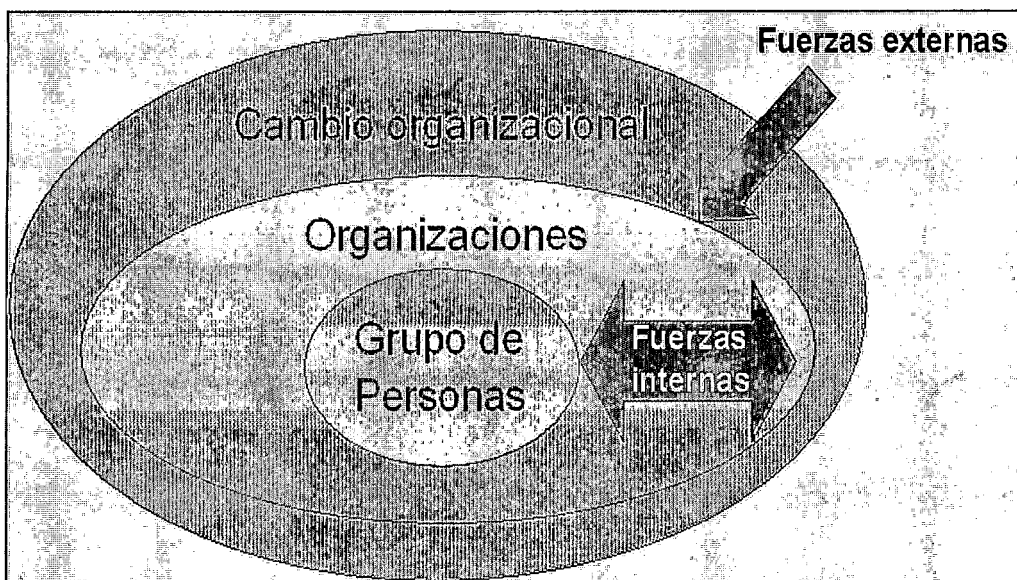 Fuerzas externas
Cambio organizacional
Organizaciones
Grupo de
Personas
Fuerzas
internas